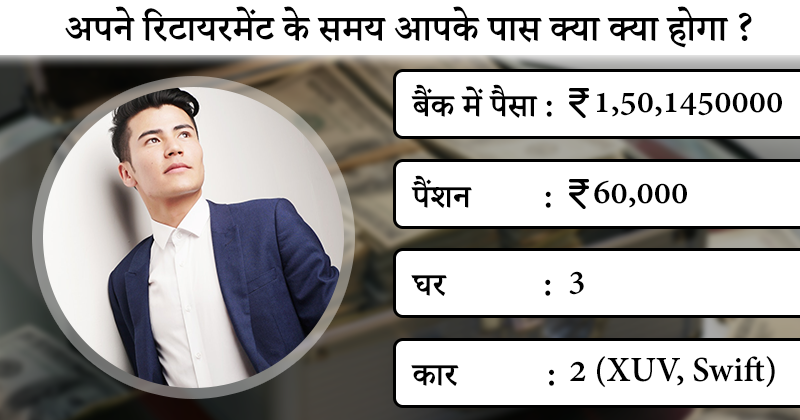 अपने रिटायरमेंट के समय आपके पास क्या क्या होगा ?
बैंक में पैसा : ₹1,50,1450000
पैंशन : ₹60,000
घर : 3
कार : 2 (XUV, Swift)